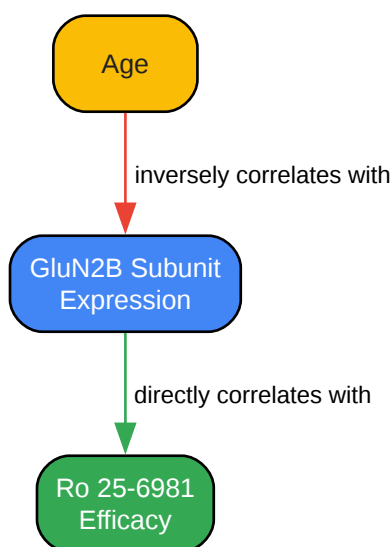 Age
inversely correlates with
GluN2B Subunit
Expression
directly correlates with
Ro 25-6981
Efficacy